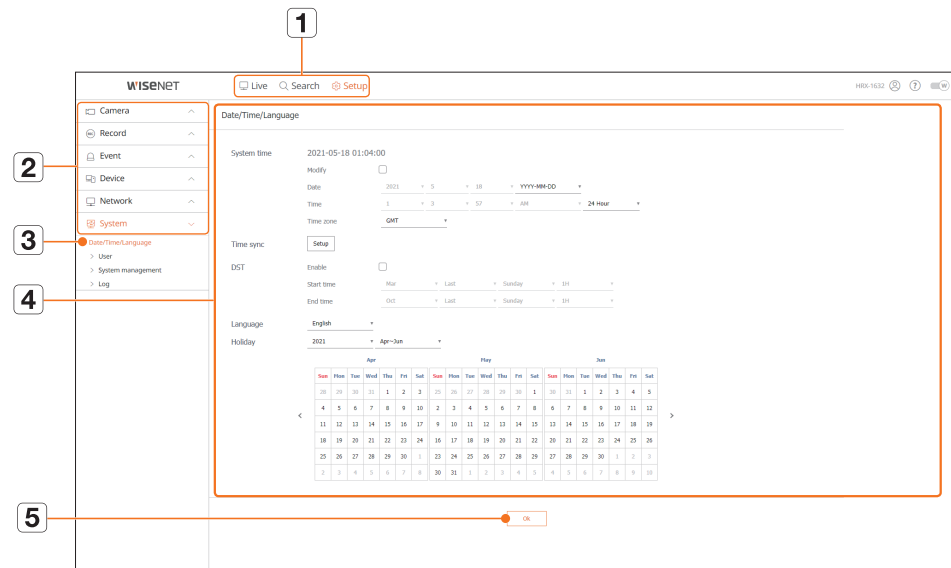 1
WISENET
Live Search Setup
HRX-1632 ? W
Camera
Record
Event
Device
Network
System
Date/Time/Language
> User
> System management
> Log
2
3
4
5
Date/Time/Language
System time 2021-05-18 01:04:00
Modify
Date 2021 5 18 YYYY-MM-DD
Time 1 3 57 AM 24 Hour
Time zone GMT
Time sync Setup
DST Enable
Start time Mar Last Sunday 1H
End time Oct Last Sunday 1H
Language English
Holiday 2021 Apr~Jun
Apr May Jun
Sun Mon Tue Wed Thu Fri Sat Sun Mon Tue Wed Thu Fri Sat Sun Mon Tue Wed Thu Fri Sat
28 29 30 31 1 2 3 25 26 27 28 29 30 1 30 31 1 2 3 4 5
4 5 6 7 8 9 10 2 3 4 5 6 7 8 6 7 8 9 10 11 12
< 11 12 13 14 15 16 17 9 10 11 12 13 14 15 13 14 15 16 17 18 19 >
18 19 20 21 22 23 24 16 17 18 19 20 21 22 20 21 22 23 24 25 26
25 26 27 28 29 30 1 23 24 25 26 27 28 29 27 28 29 30 1 2 3
2 3 4 5 6 7 8 30 31 1 2 3 4 5 4 5 6 7 8 9 10
Ok